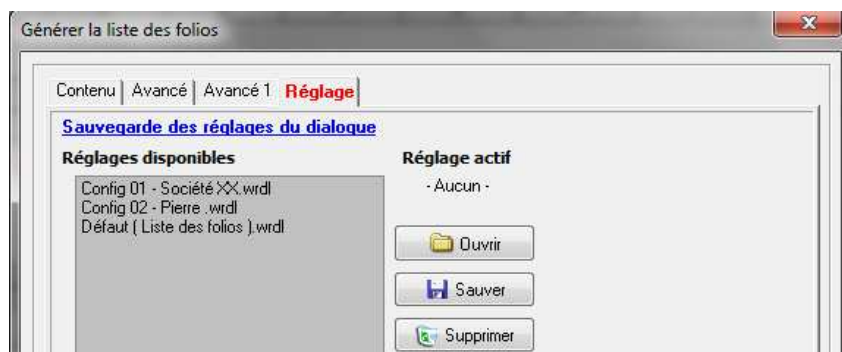 Générer la liste des folios
Contenu Avancé Avancé 1 Réglage
Sauvegarde des réglages du dialogue
Réglages disponibles
Réglage actif
Config 01 - Société XX.wrdl
Config 02 - Pierre .wrdl
Défaut ( Liste des folios ).wrdl
- Aucun -
Ouvrir
Sauver
Supprimer